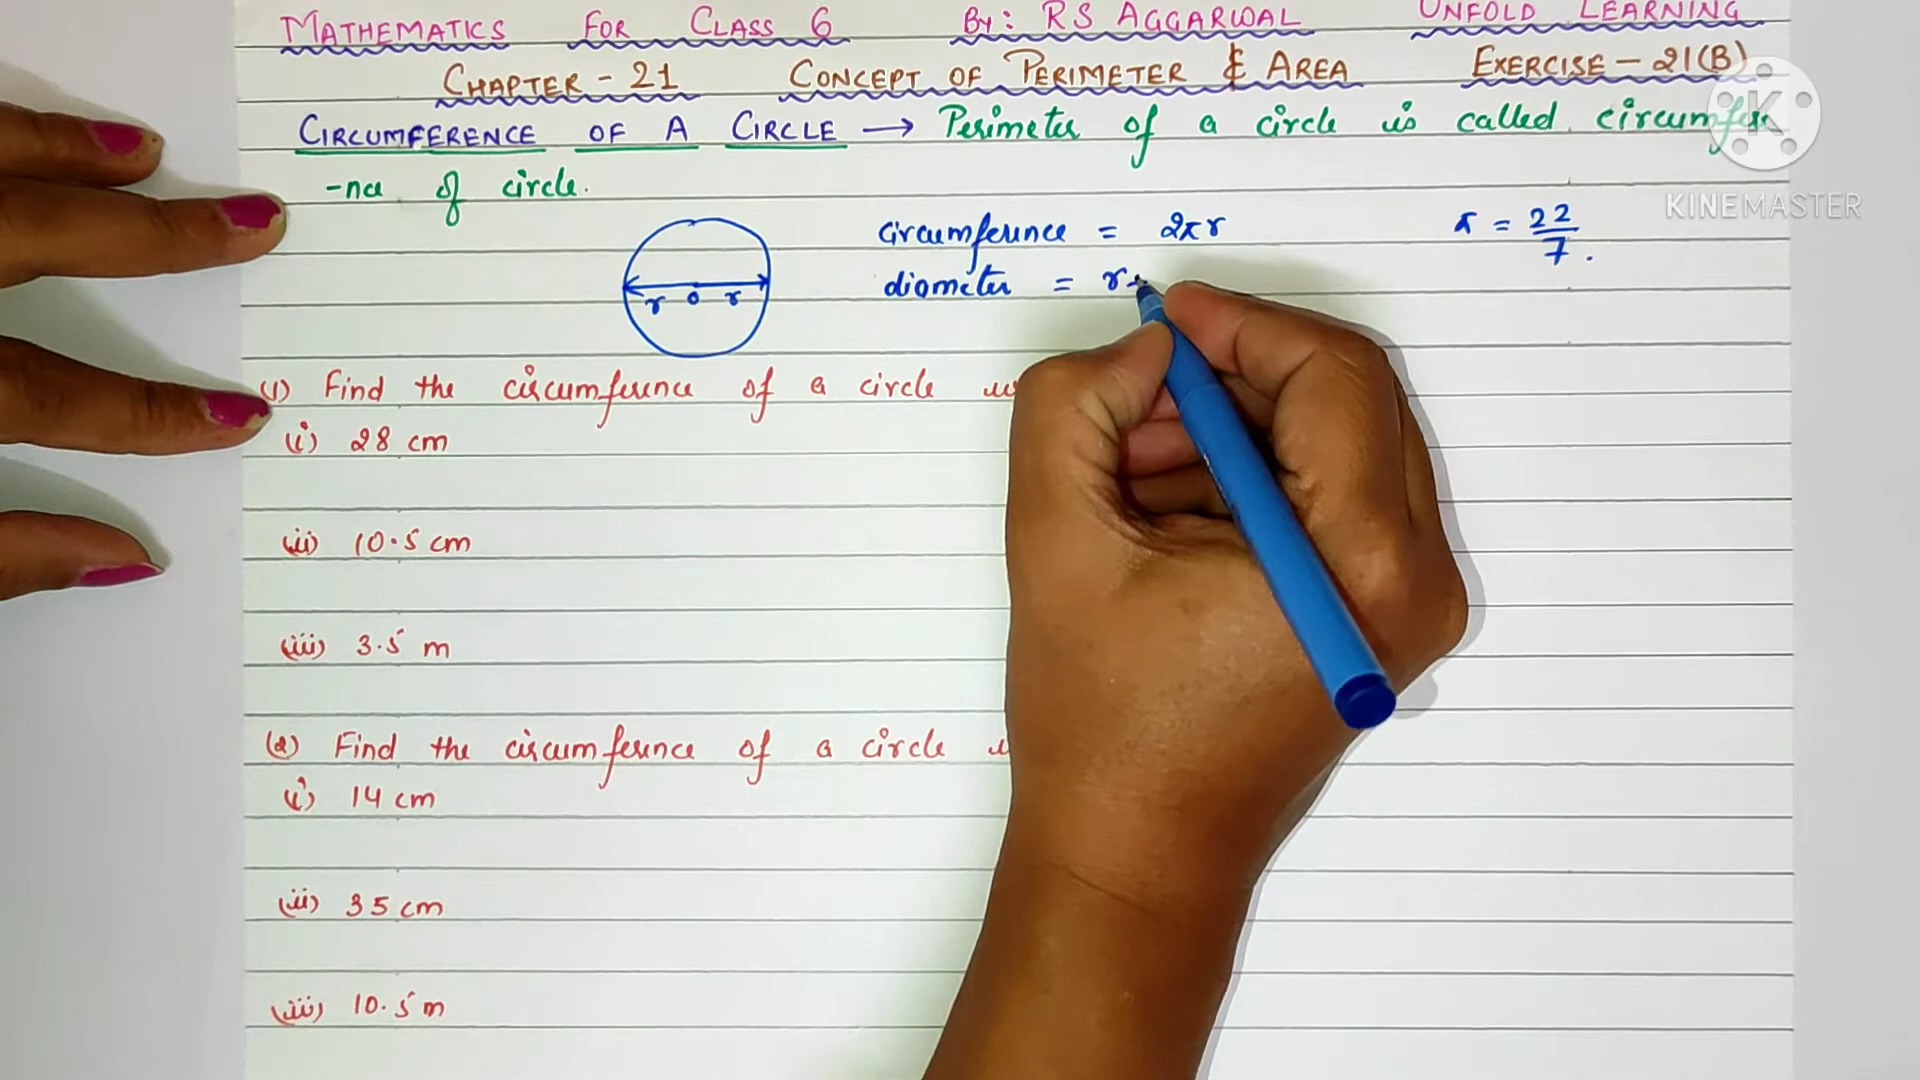 MATHEMATICS FOR CLASS 6 BY: RS AGGARWAL UNFOLD LEARNING
CHAPTER - 21 CONCEPT OF PERIMETER & AREA EXERCISE - 21(B)
CIRCUMFERENCE OF A CIRCLE → Perimeter of a circle is called circumfere
-nce of circle.
circumference = 2πr π = 22/7.
diameter = r+
r o r
(1) Find the circumference of a circle
(i) 28 cm
(ii) 10.5 cm
(iii) 3.5 m
(2) Find the circumference of a circle
(i) 14 cm
(ii) 35 cm
(iii) 10.5 m
K
KINEMASTER